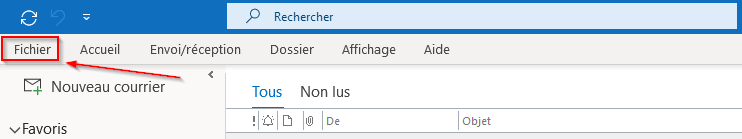 Rechercher
Fichier Accueil Envoi/réception Dossier Affichage Aide
Nouveau courrier
Tous Non lus
! De Objet
Favoris